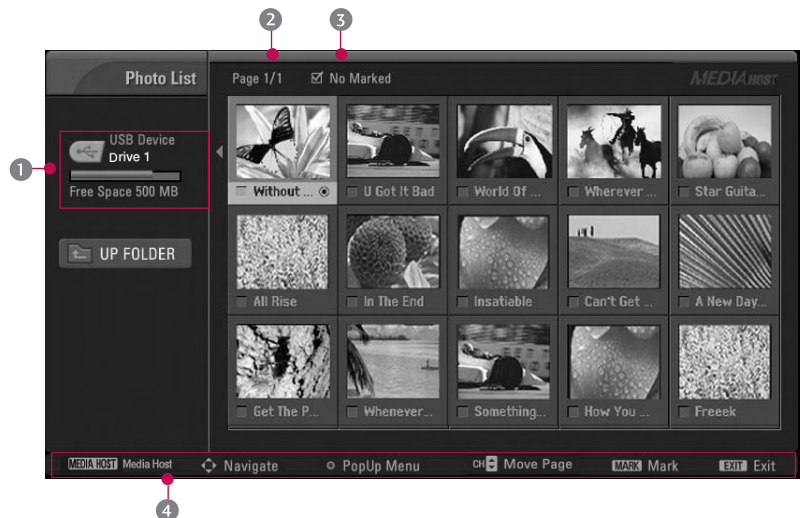 2
3
Photo List
Page 1/1
No Marked
MEDIA HOST
1
USB Device
Drive 1
Free Space 500 MB
UP FOLDER
Without ...
U Got It Bad
World Of ...
Wherever ...
Star Guita...
All Rise
In The End
Insatiable
Can't Get ...
A New Day...
Get The P...
Whenever...
Something...
How You ...
Freeek
MEDIA HOST Media Host
Navigate
PopUp Menu
CH Move Page
MARK Mark
EXIT Exit
4